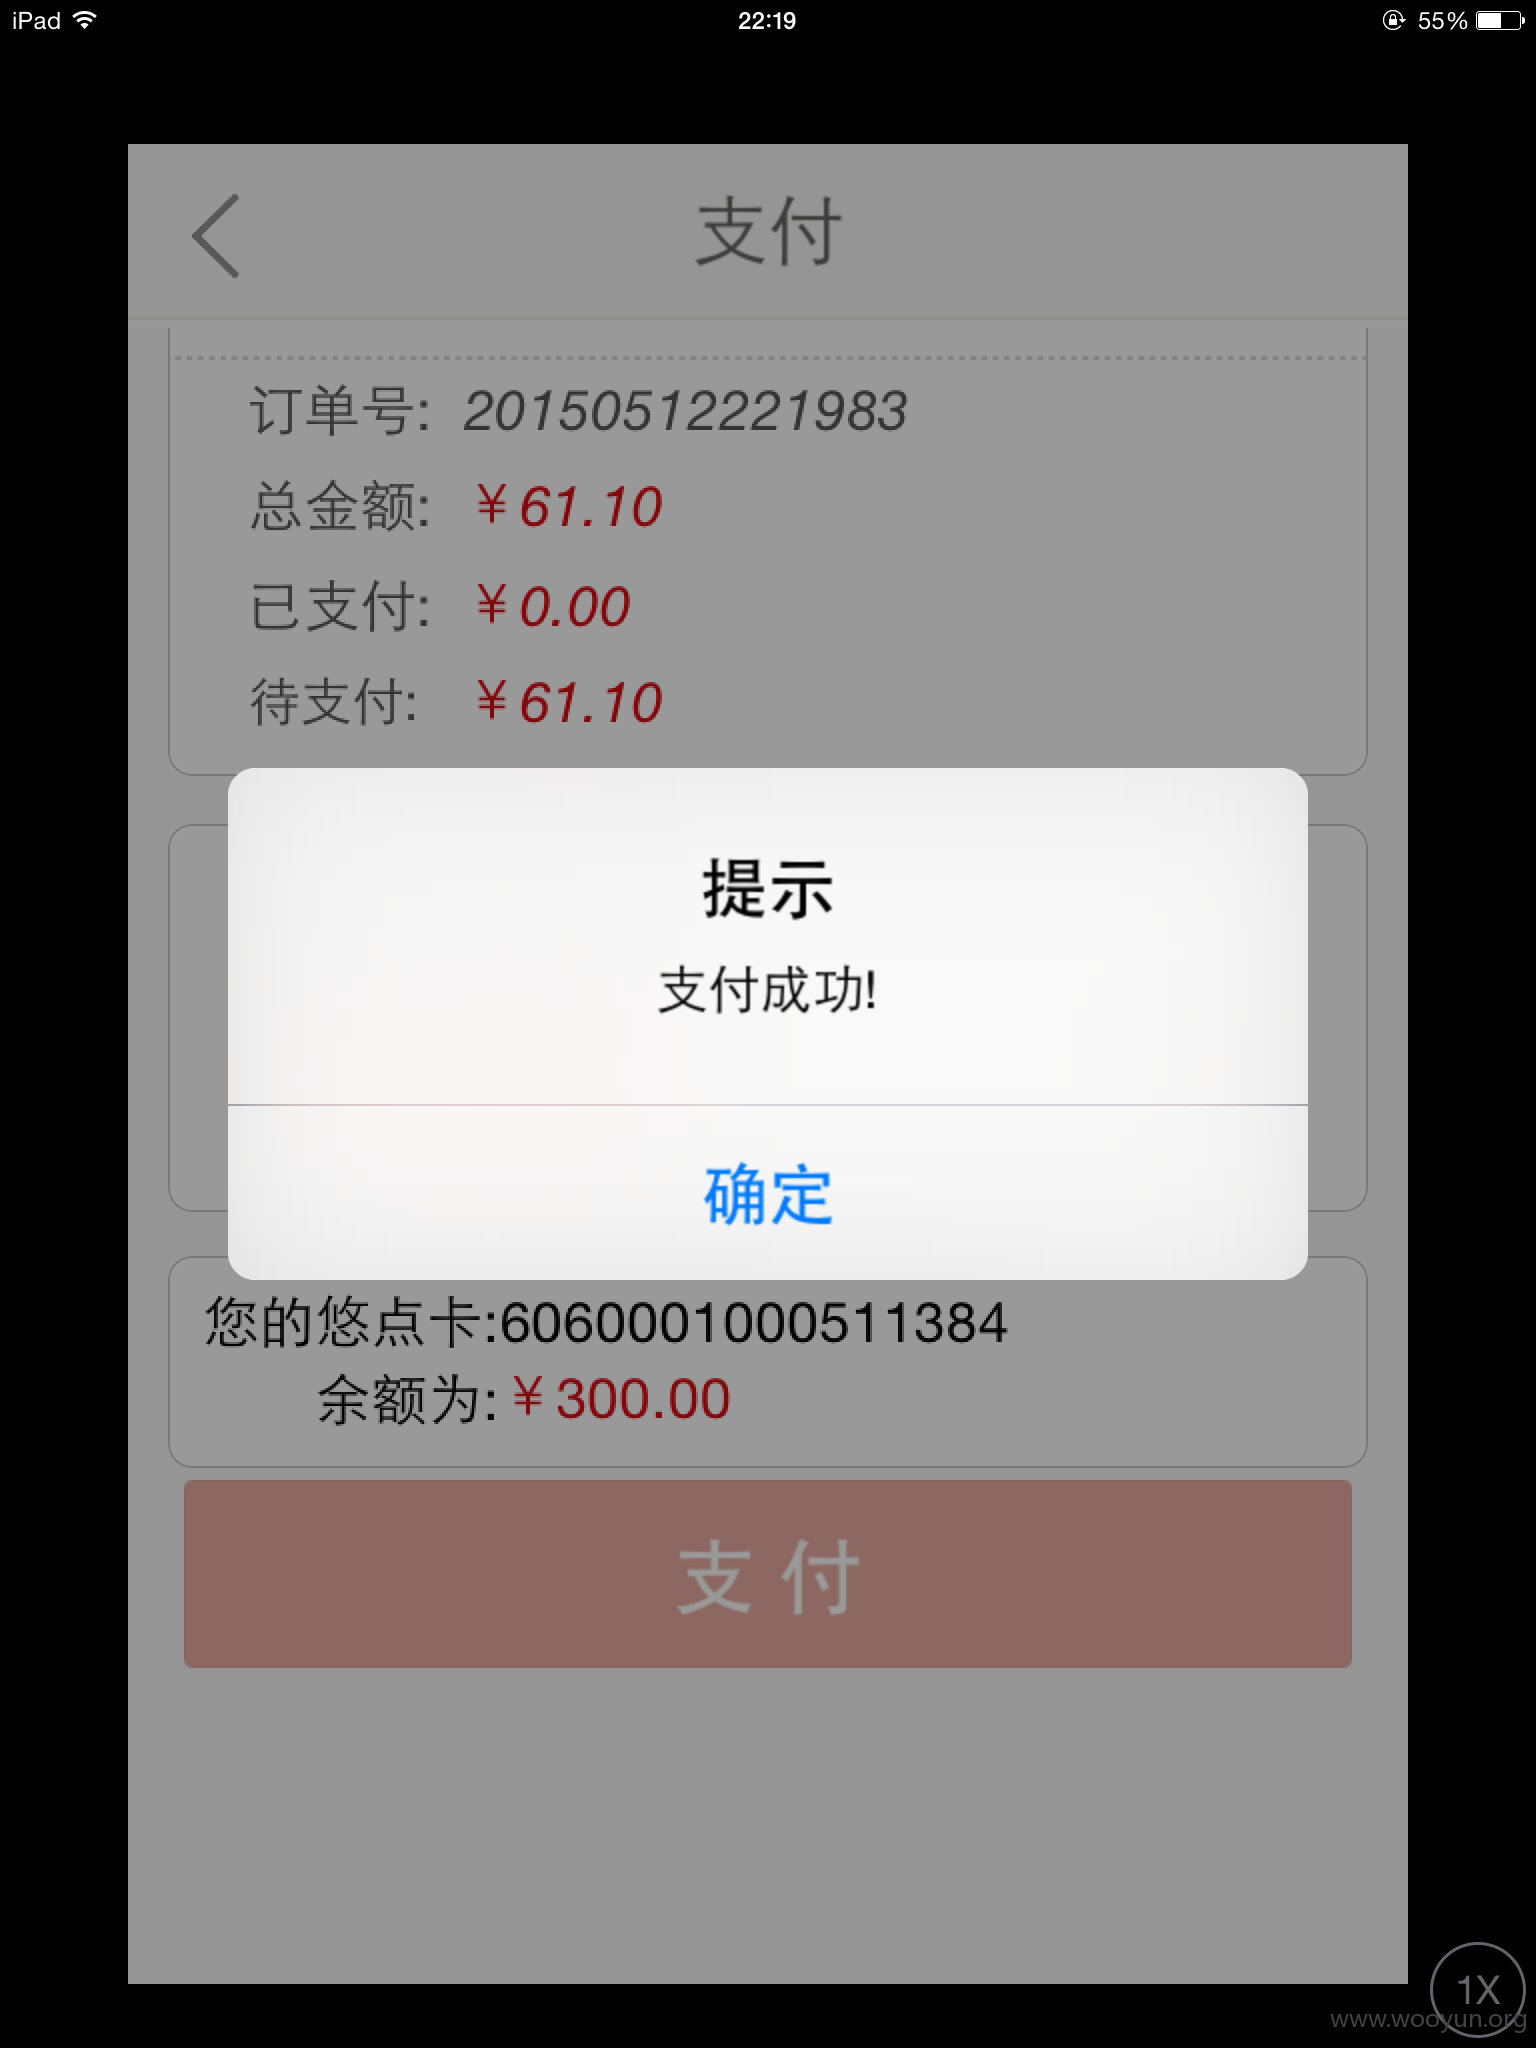 iPad 22:19 55%
支付
订单号: 20150512221983
总金额: ¥61.10
已支付: ¥0.00
待支付: ¥61.10
提示
支付成功!
确定
您的悠点卡:6060001000511384
余额为:¥300.00
支 付
1X
www.wooyun.org